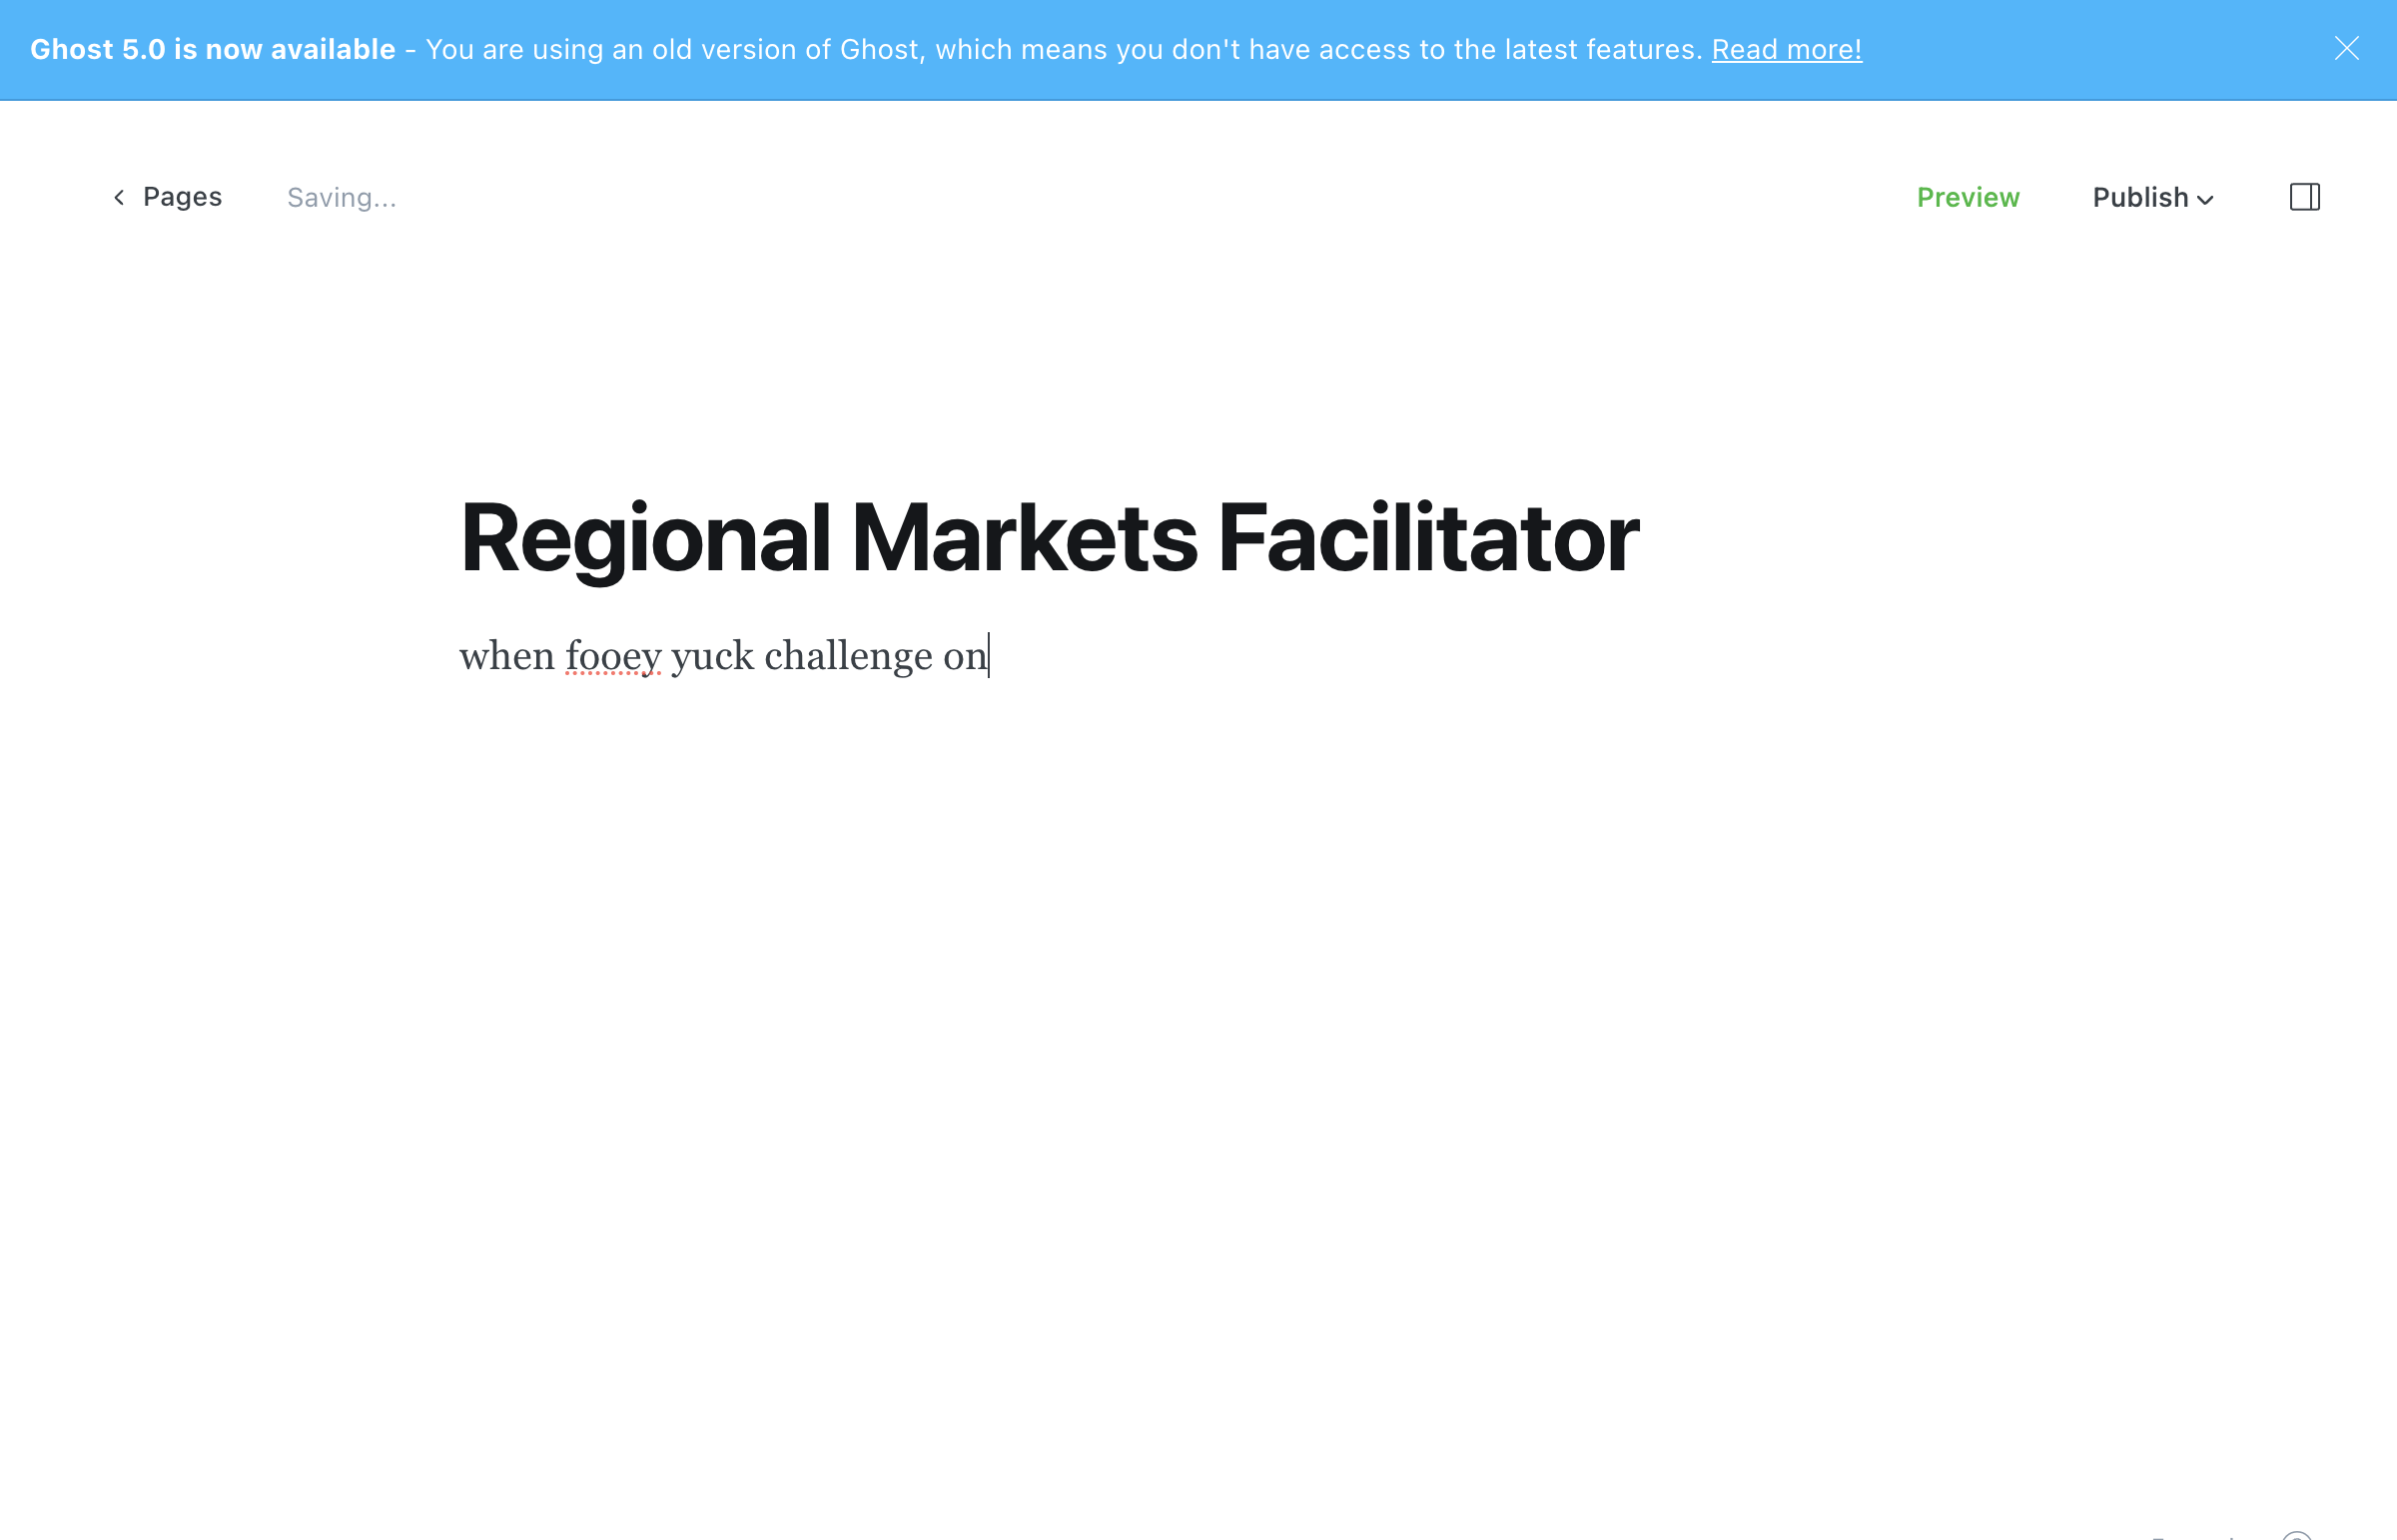 Ghost 5.0 is now available - You are using an old version of Ghost, which means you don't have access to the latest features. Read more!
Pages Saving... Preview Publish
Regional Markets Facilitator
when fooey yuck challenge on